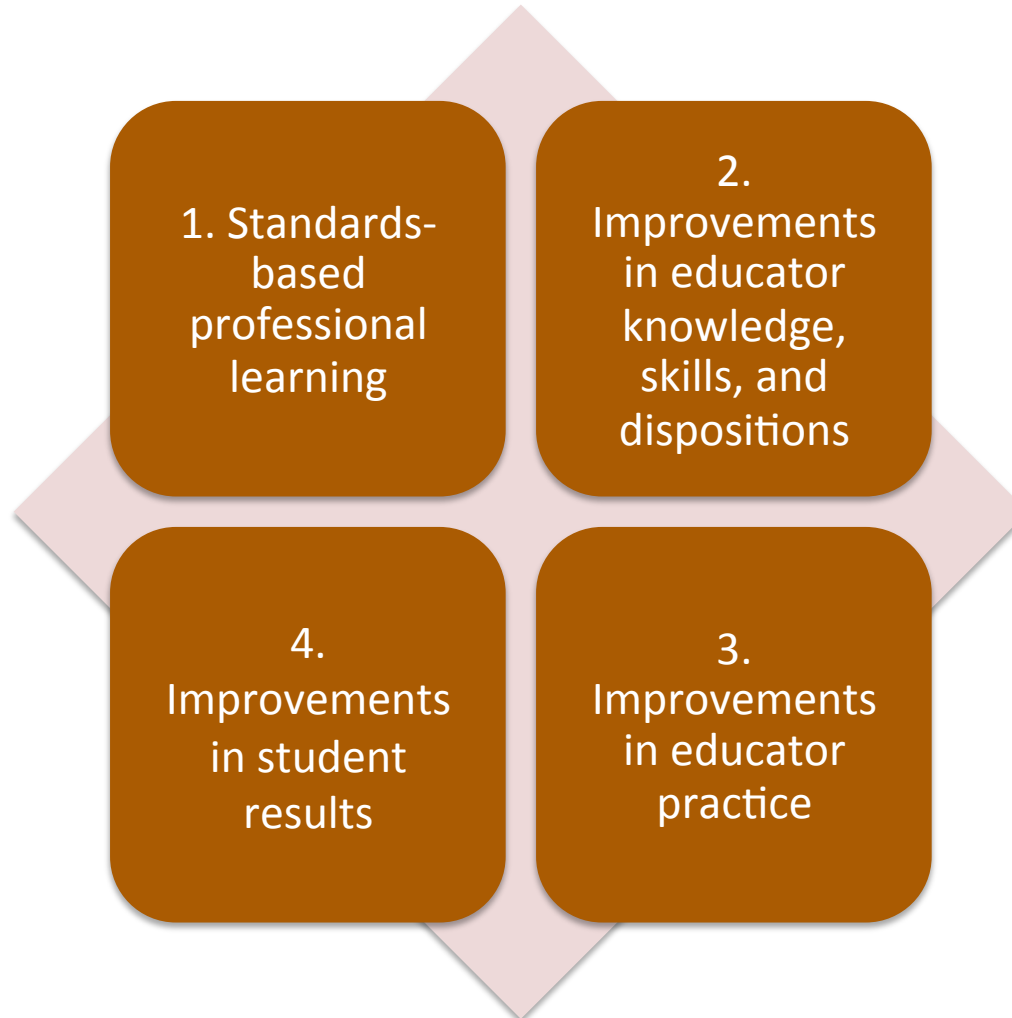 1. Standards-
based
professional
learning
2.
Improvements
in educator
knowledge,
skills, and
dispositions
3.
Improvements
in educator
practice
4.
Improvements
in student
results